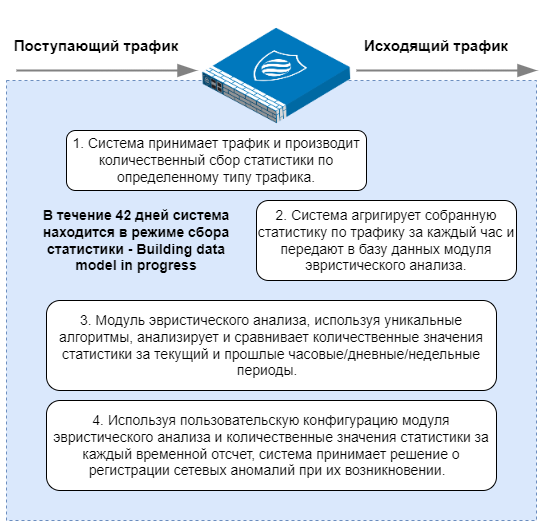 Поступающий трафик
Исходящий трафик
1. Система принимает трафик и производит
количественный сбор статистики по
определенному типу трафика.
В течение 42 дней система
находится в режиме сбора
статистики - Building data
model in progress
2. Система агригирует собранную
статистику по трафику за каждый час и
передают в базу данных модуля
эвристического анализа.
3. Модуль эвристического анализа, используя уникальные
алгоритмы, анализирует и сравнивает количественные значения
статистики за текущий и прошлые часовые/дневные/недельные
периоды.
4. Используя пользовательскую конфигурацию модуля
эвристического анализа и количественные значения статистики за
каждый временной отсчет, система принимает решение о
регистрации сетевых аномалий при их возникновении.